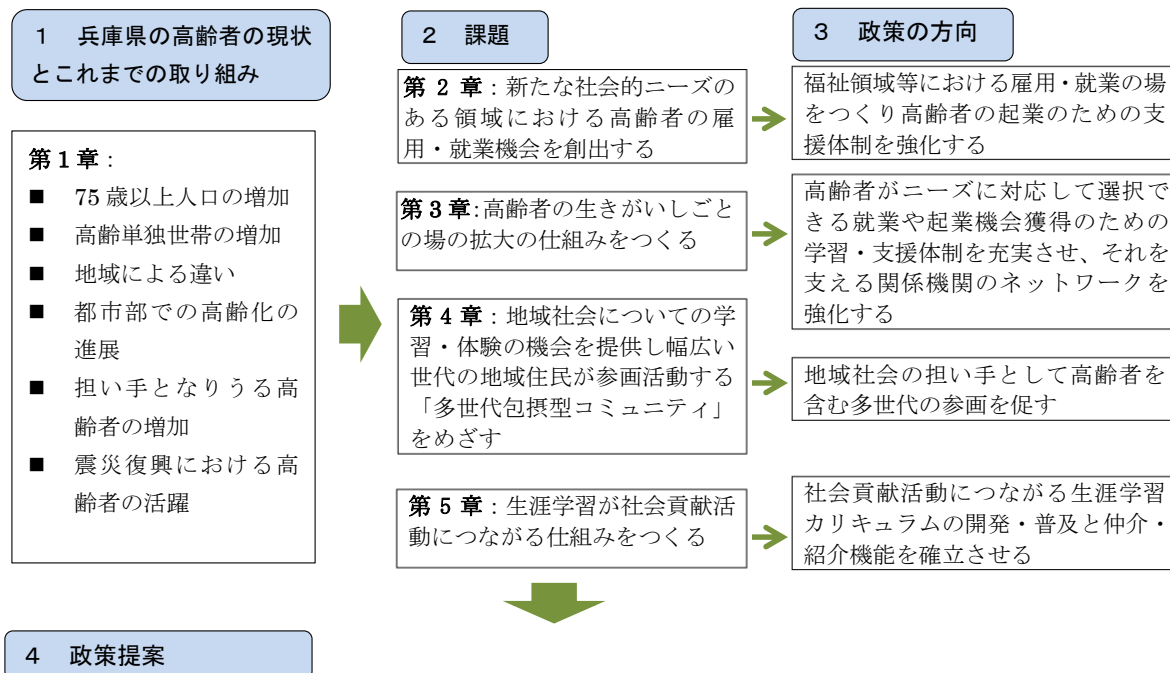 1 兵庫県の高齢者の現状
とこれまでの取り組み
第1章：
■ 75歳以上人口の増加
■ 高齢単独世帯の増加
■ 地域による違い
■ 都市部での高齢化の
進展
■ 担い手となりうる高
齢者の増加
■ 震災復興における高
齢者の活躍
2 課題
第2章：新たな社会的ニーズの
ある領域における高齢者の雇
用・就業機会を創出する
第3章:高齢者の生きがいしごと
の場の拡大の仕組みをつくる
第4章：地域社会についての学
習・体験の機会を提供し幅広い
世代の地域住民が参画活動する
「多世代包摂型コミュニティ」
をめざす
第5章：生涯学習が社会貢献活
動につながる仕組みをつくる
3 政策の方向
福祉領域等における雇用・就業の場
をつくり高齢者の起業のための支
援体制を強化する
高齢者がニーズに対応して選択で
きる就業や起業機会獲得のための
学習・支援体制を充実させ、それを
支える関係機関のネットワークを
強化する
地域社会の担い手として高齢者を
含む多世代の参画を促す
社会貢献活動につながる生涯学習
カリキュラムの開発・普及と仲介・
紹介機能を確立させる
4 政策提案